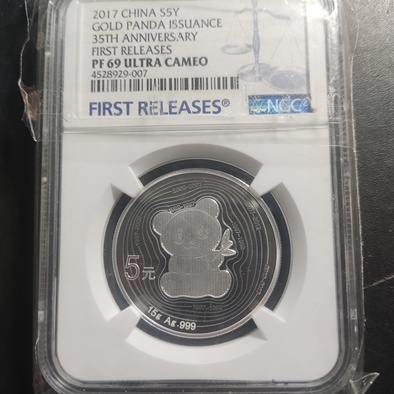 2017 CHINA S5Y
GOLD PANDA ISSUANCE
35TH ANNIVERSARY
FIRST RELEASES
PF 69 ULTRA CAMEO
4528929-007
FIRST RELEASES®
NGC
5元
15g Ag.999